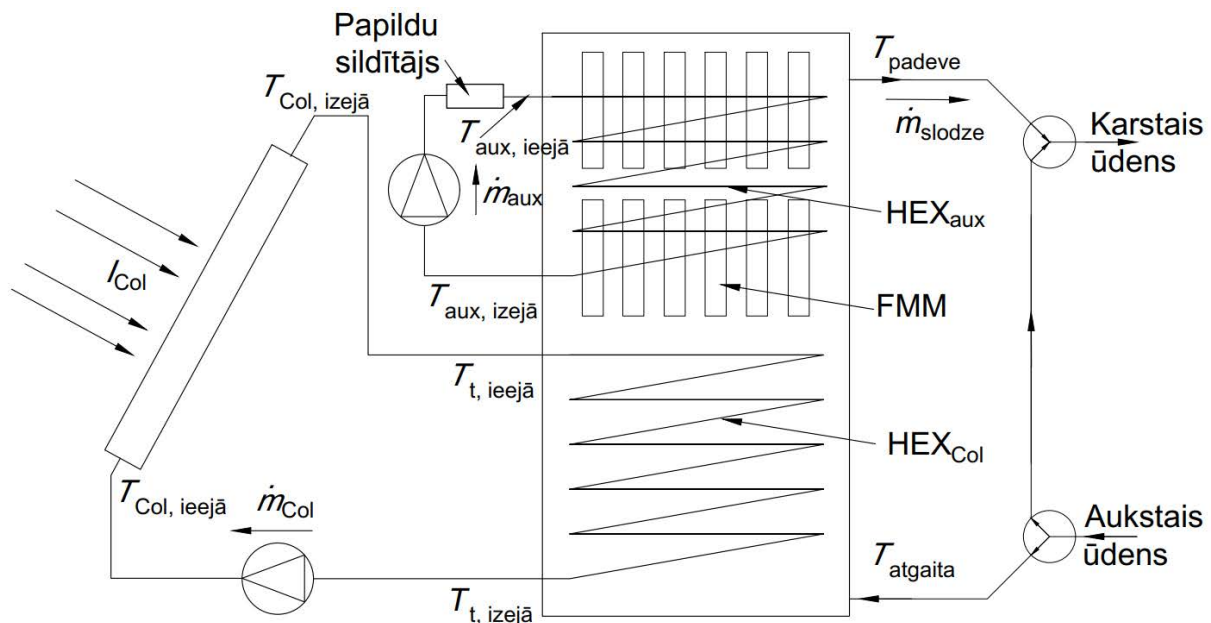 Papildu
sildītājs
T_Col, izejā
T_aux, ieejā
ṁ_aux
T_padeve
ṁ_slodze
Karstais
ūdens
I_Col
HEX_aux
T_aux, izejā
FMM
T_t, ieejā
HEX_Col
T_Col, ieejā
ṁ_Col
T_t, izejā
T_atgaita
Aukstais
ūdens